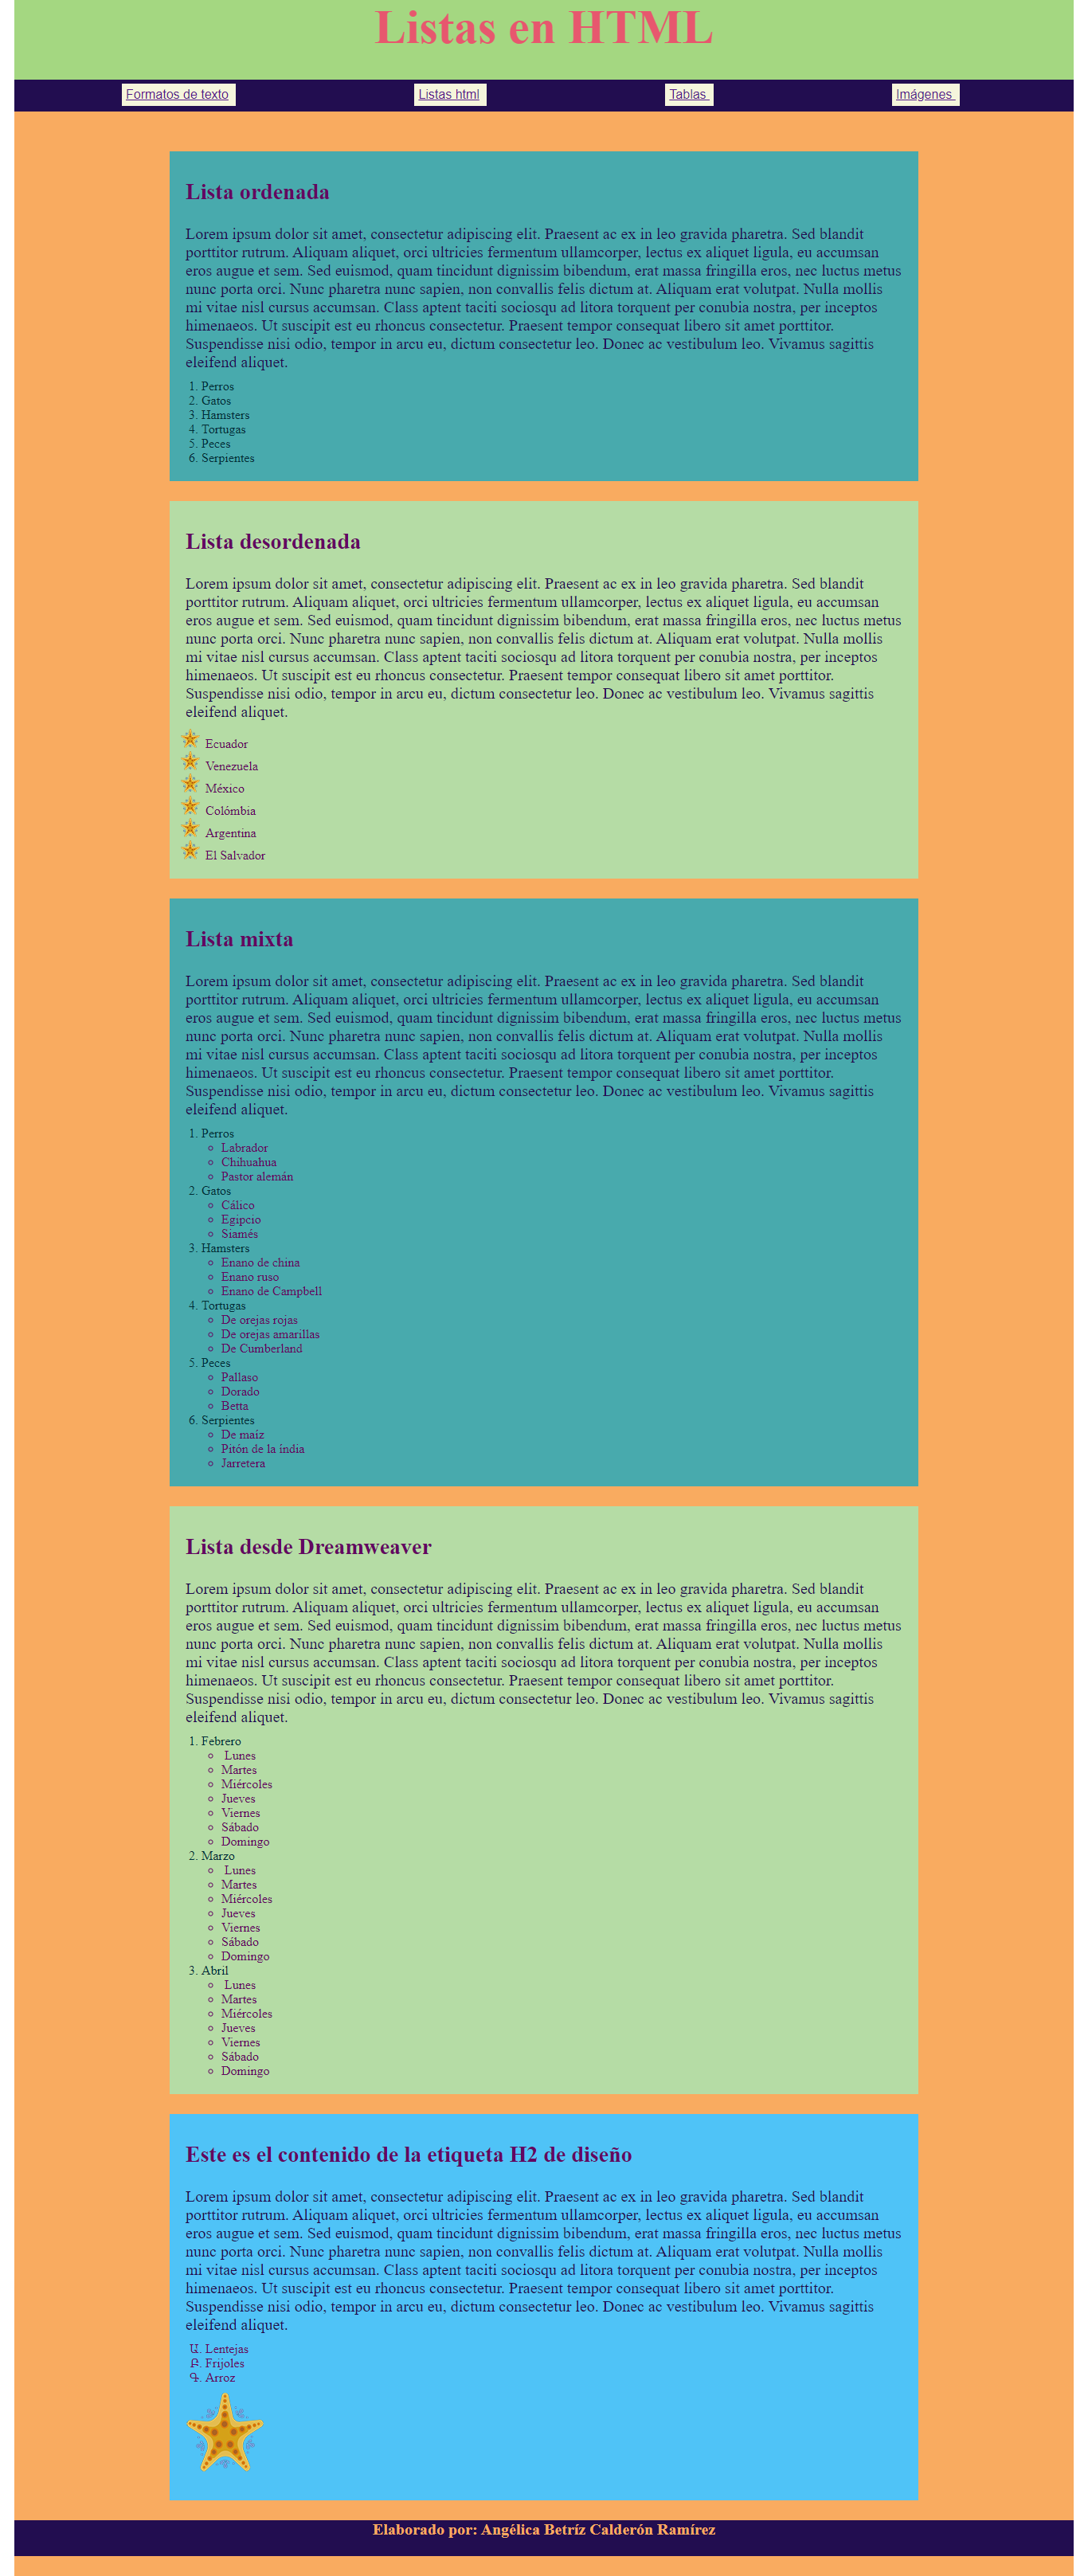 Listas en HTML
Formatos de texto Listas html Tablas Imágenes
Lista ordenada
Lorem ipsum dolor sit amet, consectetur adipiscing elit. Praesent ac ex in leo gravida pharetra. Sed blandit
porttitor rutrum. Aliquam aliquet, orci ultricies fermentum ullamcorper, lectus ex aliquet ligula, eu accumsan
eros augue et sem. Sed euismod, quam tincidunt dignissim bibendum, erat massa fringilla eros, nec luctus metus
nunc porta orci. Nunc pharetra nunc sapien, non convallis felis dictum at. Aliquam erat volutpat. Nulla mollis
mi vitae nisl cursus accumsan. Class aptent taciti sociosqu ad litora torquent per conubia nostra, per inceptos
himenaeos. Ut suscipit est eu rhoncus consectetur. Praesent tempor consequat libero sit amet porttitor.
Suspendisse nisi odio, tempor in arcu eu, dictum consectetur leo. Donec ac vestibulum leo. Vivamus sagittis
eleifend aliquet.
1. Perros
2. Gatos
3. Hamsters
4. Tortugas
5. Peces
6. Serpientes
Lista desordenada
Lorem ipsum dolor sit amet, consectetur adipiscing elit. Praesent ac ex in leo gravida pharetra. Sed blandit
porttitor rutrum. Aliquam aliquet, orci ultricies fermentum ullamcorper, lectus ex aliquet ligula, eu accumsan
eros augue et sem. Sed euismod, quam tincidunt dignissim bibendum, erat massa fringilla eros, nec luctus metus
nunc porta orci. Nunc pharetra nunc sapien, non convallis felis dictum at. Aliquam erat volutpat. Nulla mollis
mi vitae nisl cursus accumsan. Class aptent taciti sociosqu ad litora torquent per conubia nostra, per inceptos
himenaeos. Ut suscipit est eu rhoncus consectetur. Praesent tempor consequat libero sit amet porttitor.
Suspendisse nisi odio, tempor in arcu eu, dictum consectetur leo. Donec ac vestibulum leo. Vivamus sagittis
eleifend aliquet.
Ecuador
Venezuela
México
Colómbia
Argentina
El Salvador
Lista mixta
Lorem ipsum dolor sit amet, consectetur adipiscing elit. Praesent ac ex in leo gravida pharetra. Sed blandit
porttitor rutrum. Aliquam aliquet, orci ultricies fermentum ullamcorper, lectus ex aliquet ligula, eu accumsan
eros augue et sem. Sed euismod, quam tincidunt dignissim bibendum, erat massa fringilla eros, nec luctus metus
nunc porta orci. Nunc pharetra nunc sapien, non convallis felis dictum at. Aliquam erat volutpat. Nulla mollis
mi vitae nisl cursus accumsan. Class aptent taciti sociosqu ad litora torquent per conubia nostra, per inceptos
himenaeos. Ut suscipit est eu rhoncus consectetur. Praesent tempor consequat libero sit amet porttitor.
Suspendisse nisi odio, tempor in arcu eu, dictum consectetur leo. Donec ac vestibulum leo. Vivamus sagittis
eleifend aliquet.
1. Perros
Labrador
Chihuahua
Pastor alemán
2. Gatos
Cálico
Egipcio
Siamés
3. Hamsters
Enano de china
Enano ruso
Enano de Campbell
4. Tortugas
De orejas rojas
De orejas amarillas
De Cumberland
5. Peces
Pallaso
Dorado
Betta
6. Serpientes
De maíz
Pitón de la índia
Jarretera
Lista desde Dreamweaver
Lorem ipsum dolor sit amet, consectetur adipiscing elit. Praesent ac ex in leo gravida pharetra. Sed blandit
porttitor rutrum. Aliquam aliquet, orci ultricies fermentum ullamcorper, lectus ex aliquet ligula, eu accumsan
eros augue et sem. Sed euismod, quam tincidunt dignissim bibendum, erat massa fringilla eros, nec luctus metus
nunc porta orci. Nunc pharetra nunc sapien, non convallis felis dictum at. Aliquam erat volutpat. Nulla mollis
mi vitae nisl cursus accumsan. Class aptent taciti sociosqu ad litora torquent per conubia nostra, per inceptos
himenaeos. Ut suscipit est eu rhoncus consectetur. Praesent tempor consequat libero sit amet porttitor.
Suspendisse nisi odio, tempor in arcu eu, dictum consectetur leo. Donec ac vestibulum leo. Vivamus sagittis
eleifend aliquet.
1. Febrero
Lunes
Martes
Miércoles
Jueves
Viernes
Sábado
Domingo
2. Marzo
Lunes
Martes
Miércoles
Jueves
Viernes
Sábado
Domingo
3. Abril
Lunes
Martes
Miércoles
Jueves
Viernes
Sábado
Domingo
Este es el contenido de la etiqueta H2 de diseño
Lorem ipsum dolor sit amet, consectetur adipiscing elit. Praesent ac ex in leo gravida pharetra. Sed blandit
porttitor rutrum. Aliquam aliquet, orci ultricies fermentum ullamcorper, lectus ex aliquet ligula, eu accumsan
eros augue et sem. Sed euismod, quam tincidunt dignissim bibendum, erat massa fringilla eros, nec luctus metus
nunc porta orci. Nunc pharetra nunc sapien, non convallis felis dictum at. Aliquam erat volutpat. Nulla mollis
mi vitae nisl cursus accumsan. Class aptent taciti sociosqu ad litora torquent per conubia nostra, per inceptos
himenaeos. Ut suscipit est eu rhoncus consectetur. Praesent tempor consequat libero sit amet porttitor.
Suspendisse nisi odio, tempor in arcu eu, dictum consectetur leo. Donec ac vestibulum leo. Vivamus sagittis
eleifend aliquet.
Ա. Lentejas
Բ. Frijoles
Գ. Arroz
Elaborado por: Angélica Betríz Calderón Ramírez